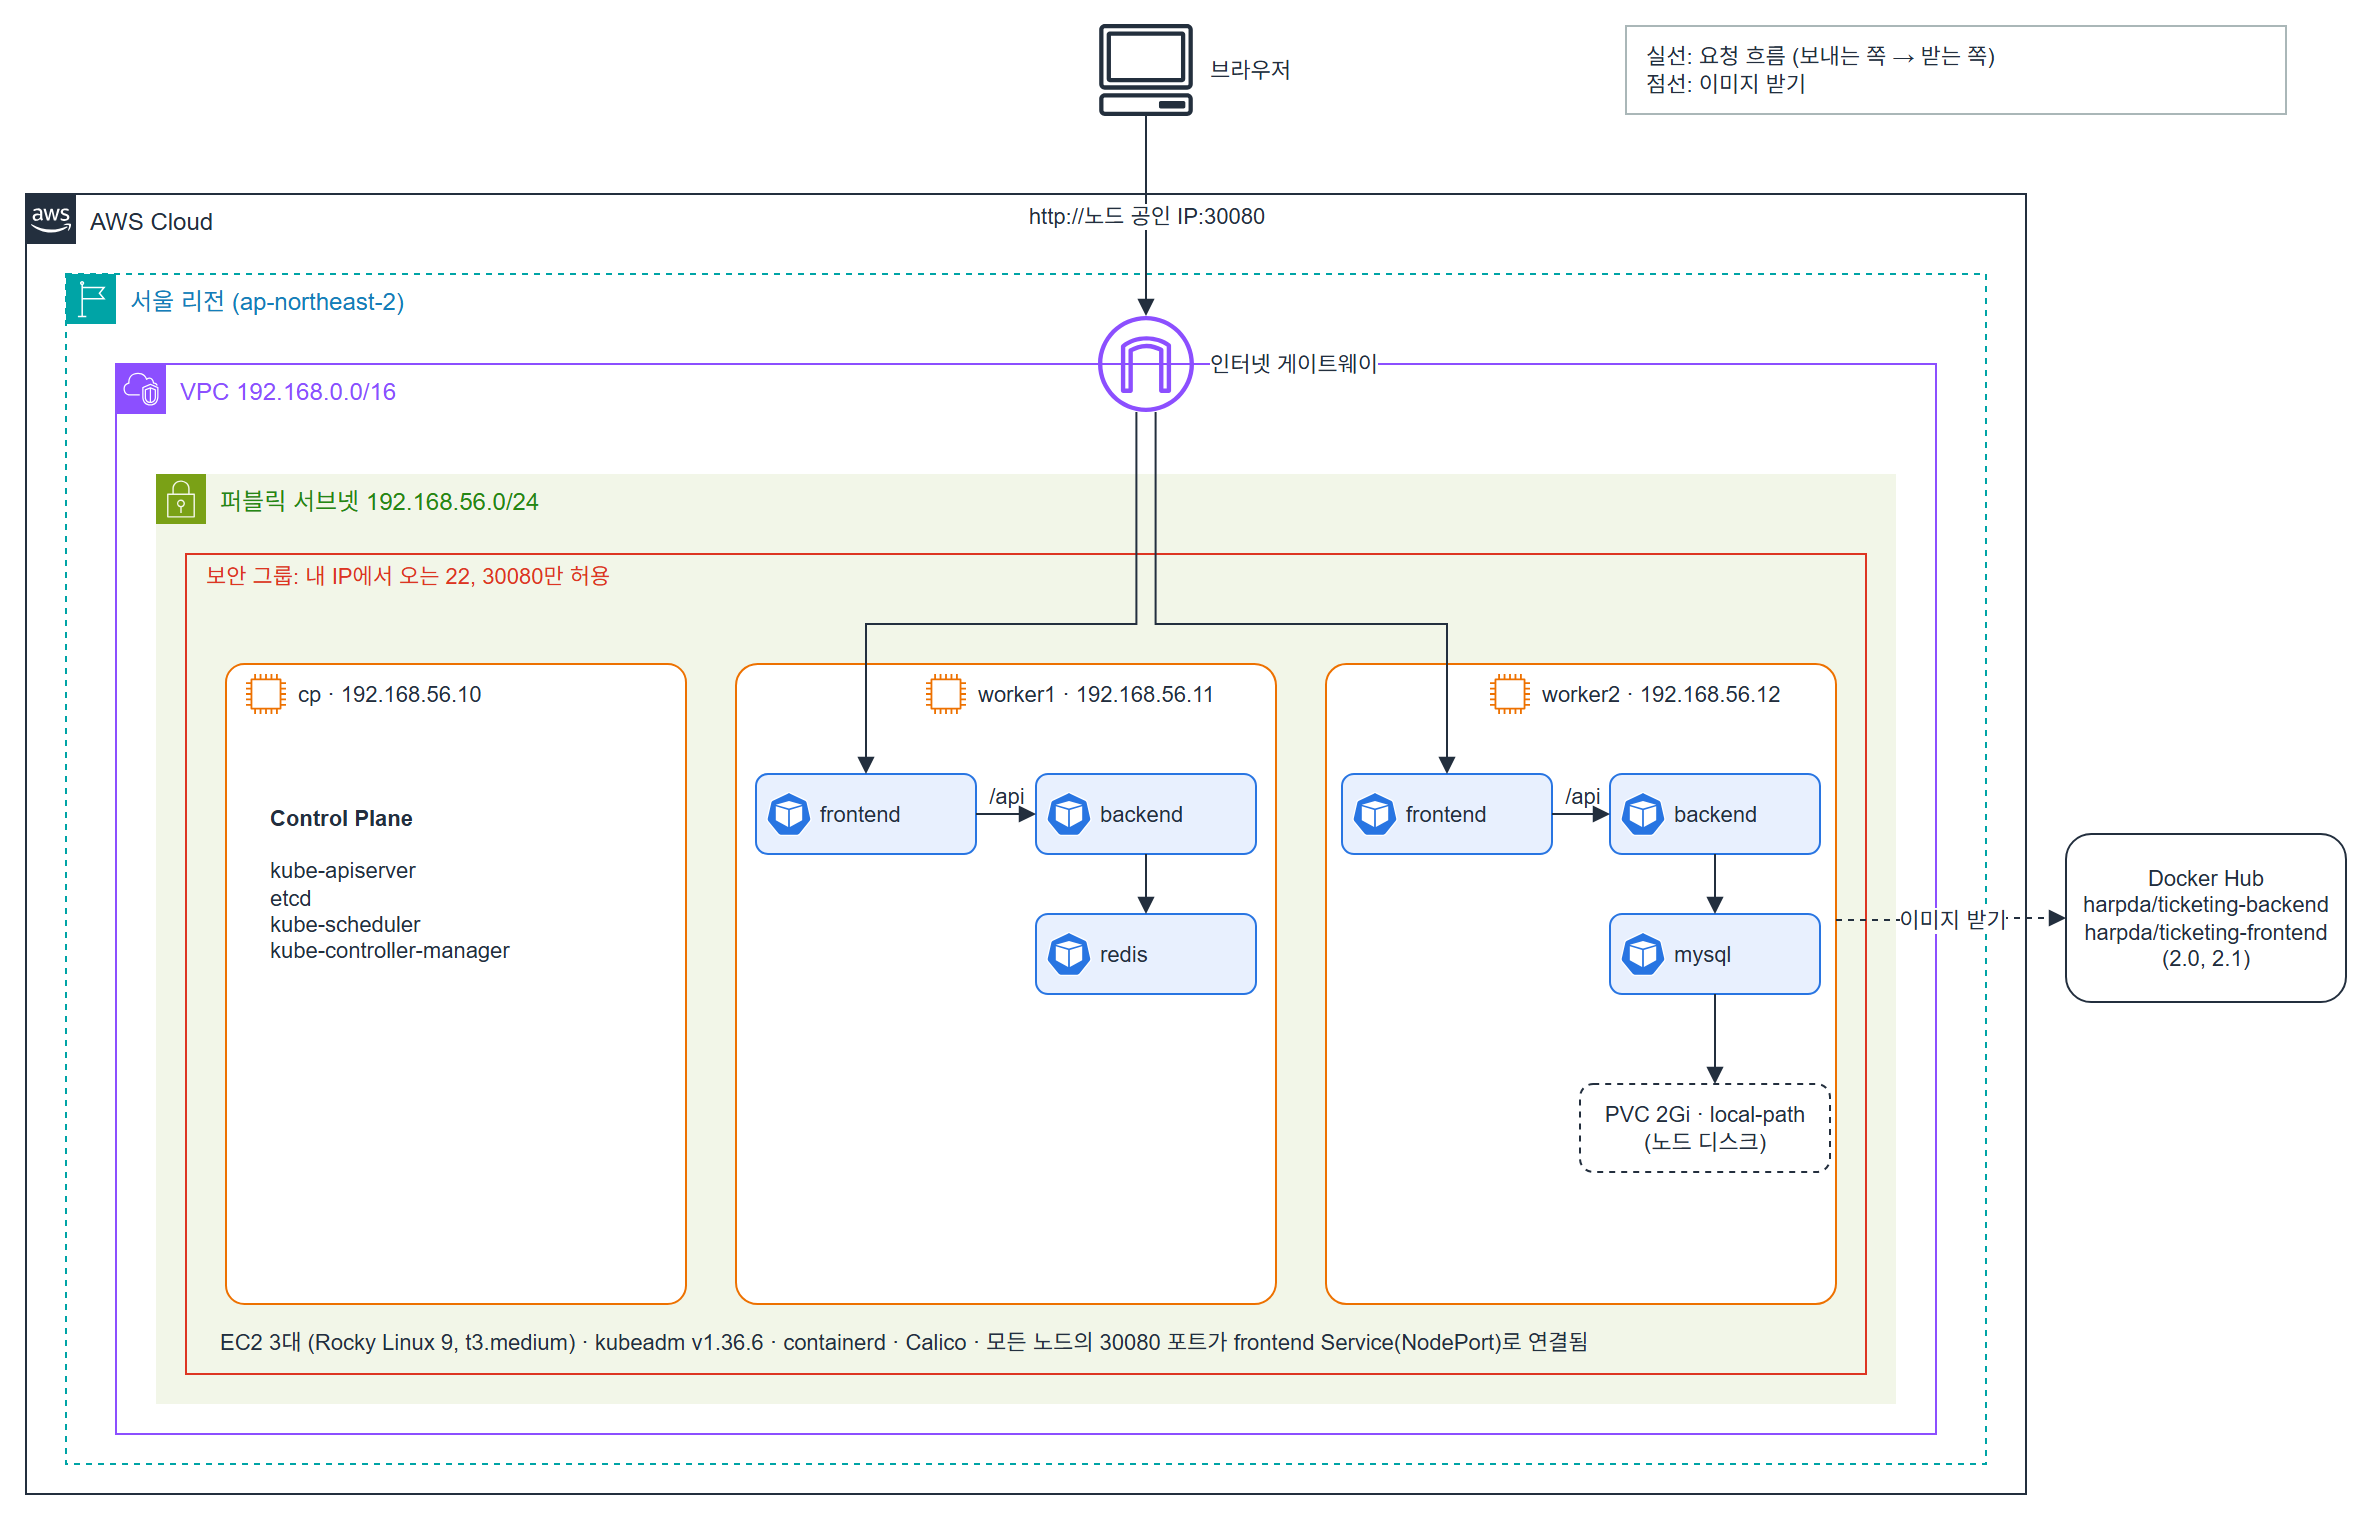 브라우저
실선: 요청 흐름 (보내는 쪽 → 받는 쪽)
점선: 이미지 받기
aws
AWS Cloud
http://노드 공인 IP:30080
서울 리전 (ap-northeast-2)
인터넷 게이트웨이
VPC 192.168.0.0/16
퍼블릭 서브넷 192.168.56.0/24
보안 그룹: 내 IP에서 오는 22, 30080만 허용
cp · 192.168.56.10
Control Plane
kube-apiserver
etcd
kube-scheduler
kube-controller-manager
worker1 · 192.168.56.11
frontend
/api
backend
redis
worker2 · 192.168.56.12
frontend
/api
backend
mysql
PVC 2Gi · local-path
(노드 디스크)
이미지 받기
Docker Hub
harpda/ticketing-backend
harpda/ticketing-frontend
(2.0, 2.1)
EC2 3대 (Rocky Linux 9, t3.medium) · kubeadm v1.36.6 · containerd · Calico · 모든 노드의 30080 포트가 frontend Service(NodePort)로 연결됨